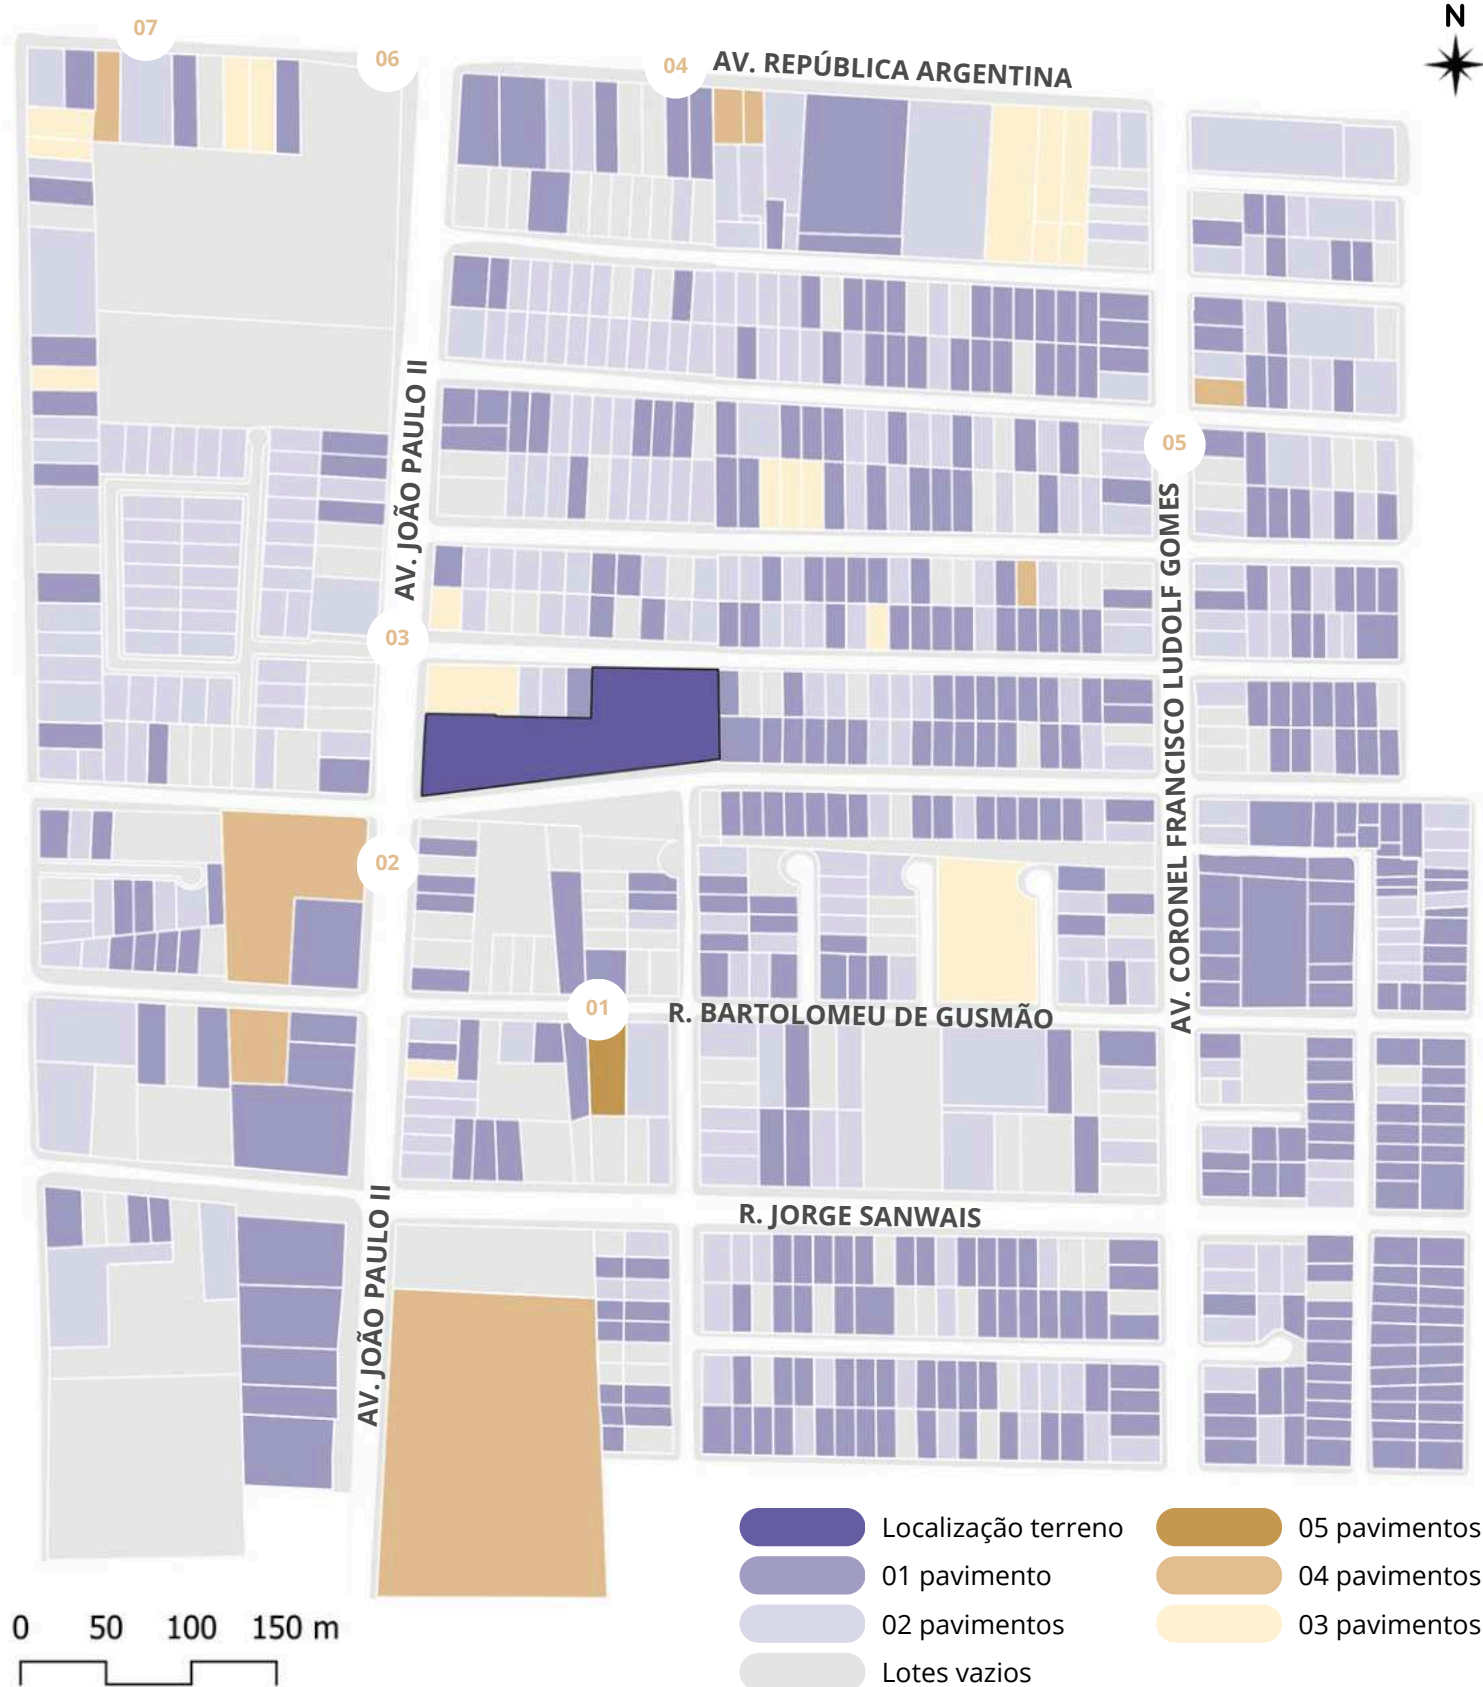 N
07
06
04
AV. REPÚBLICA ARGENTINA
AV. JOÃO PAULO II
05
AV. CORONEL FRANCISCO LUDOLF GOMES
03
02
01
R. BARTOLOMEU DE GUSMÃO
AV. JOÃO PAULO II
R. JORGE SANWAIS
Localização terreno
01 pavimento
02 pavimentos
Lotes vazios
05 pavimentos
04 pavimentos
03 pavimentos
0 50 100 150 m